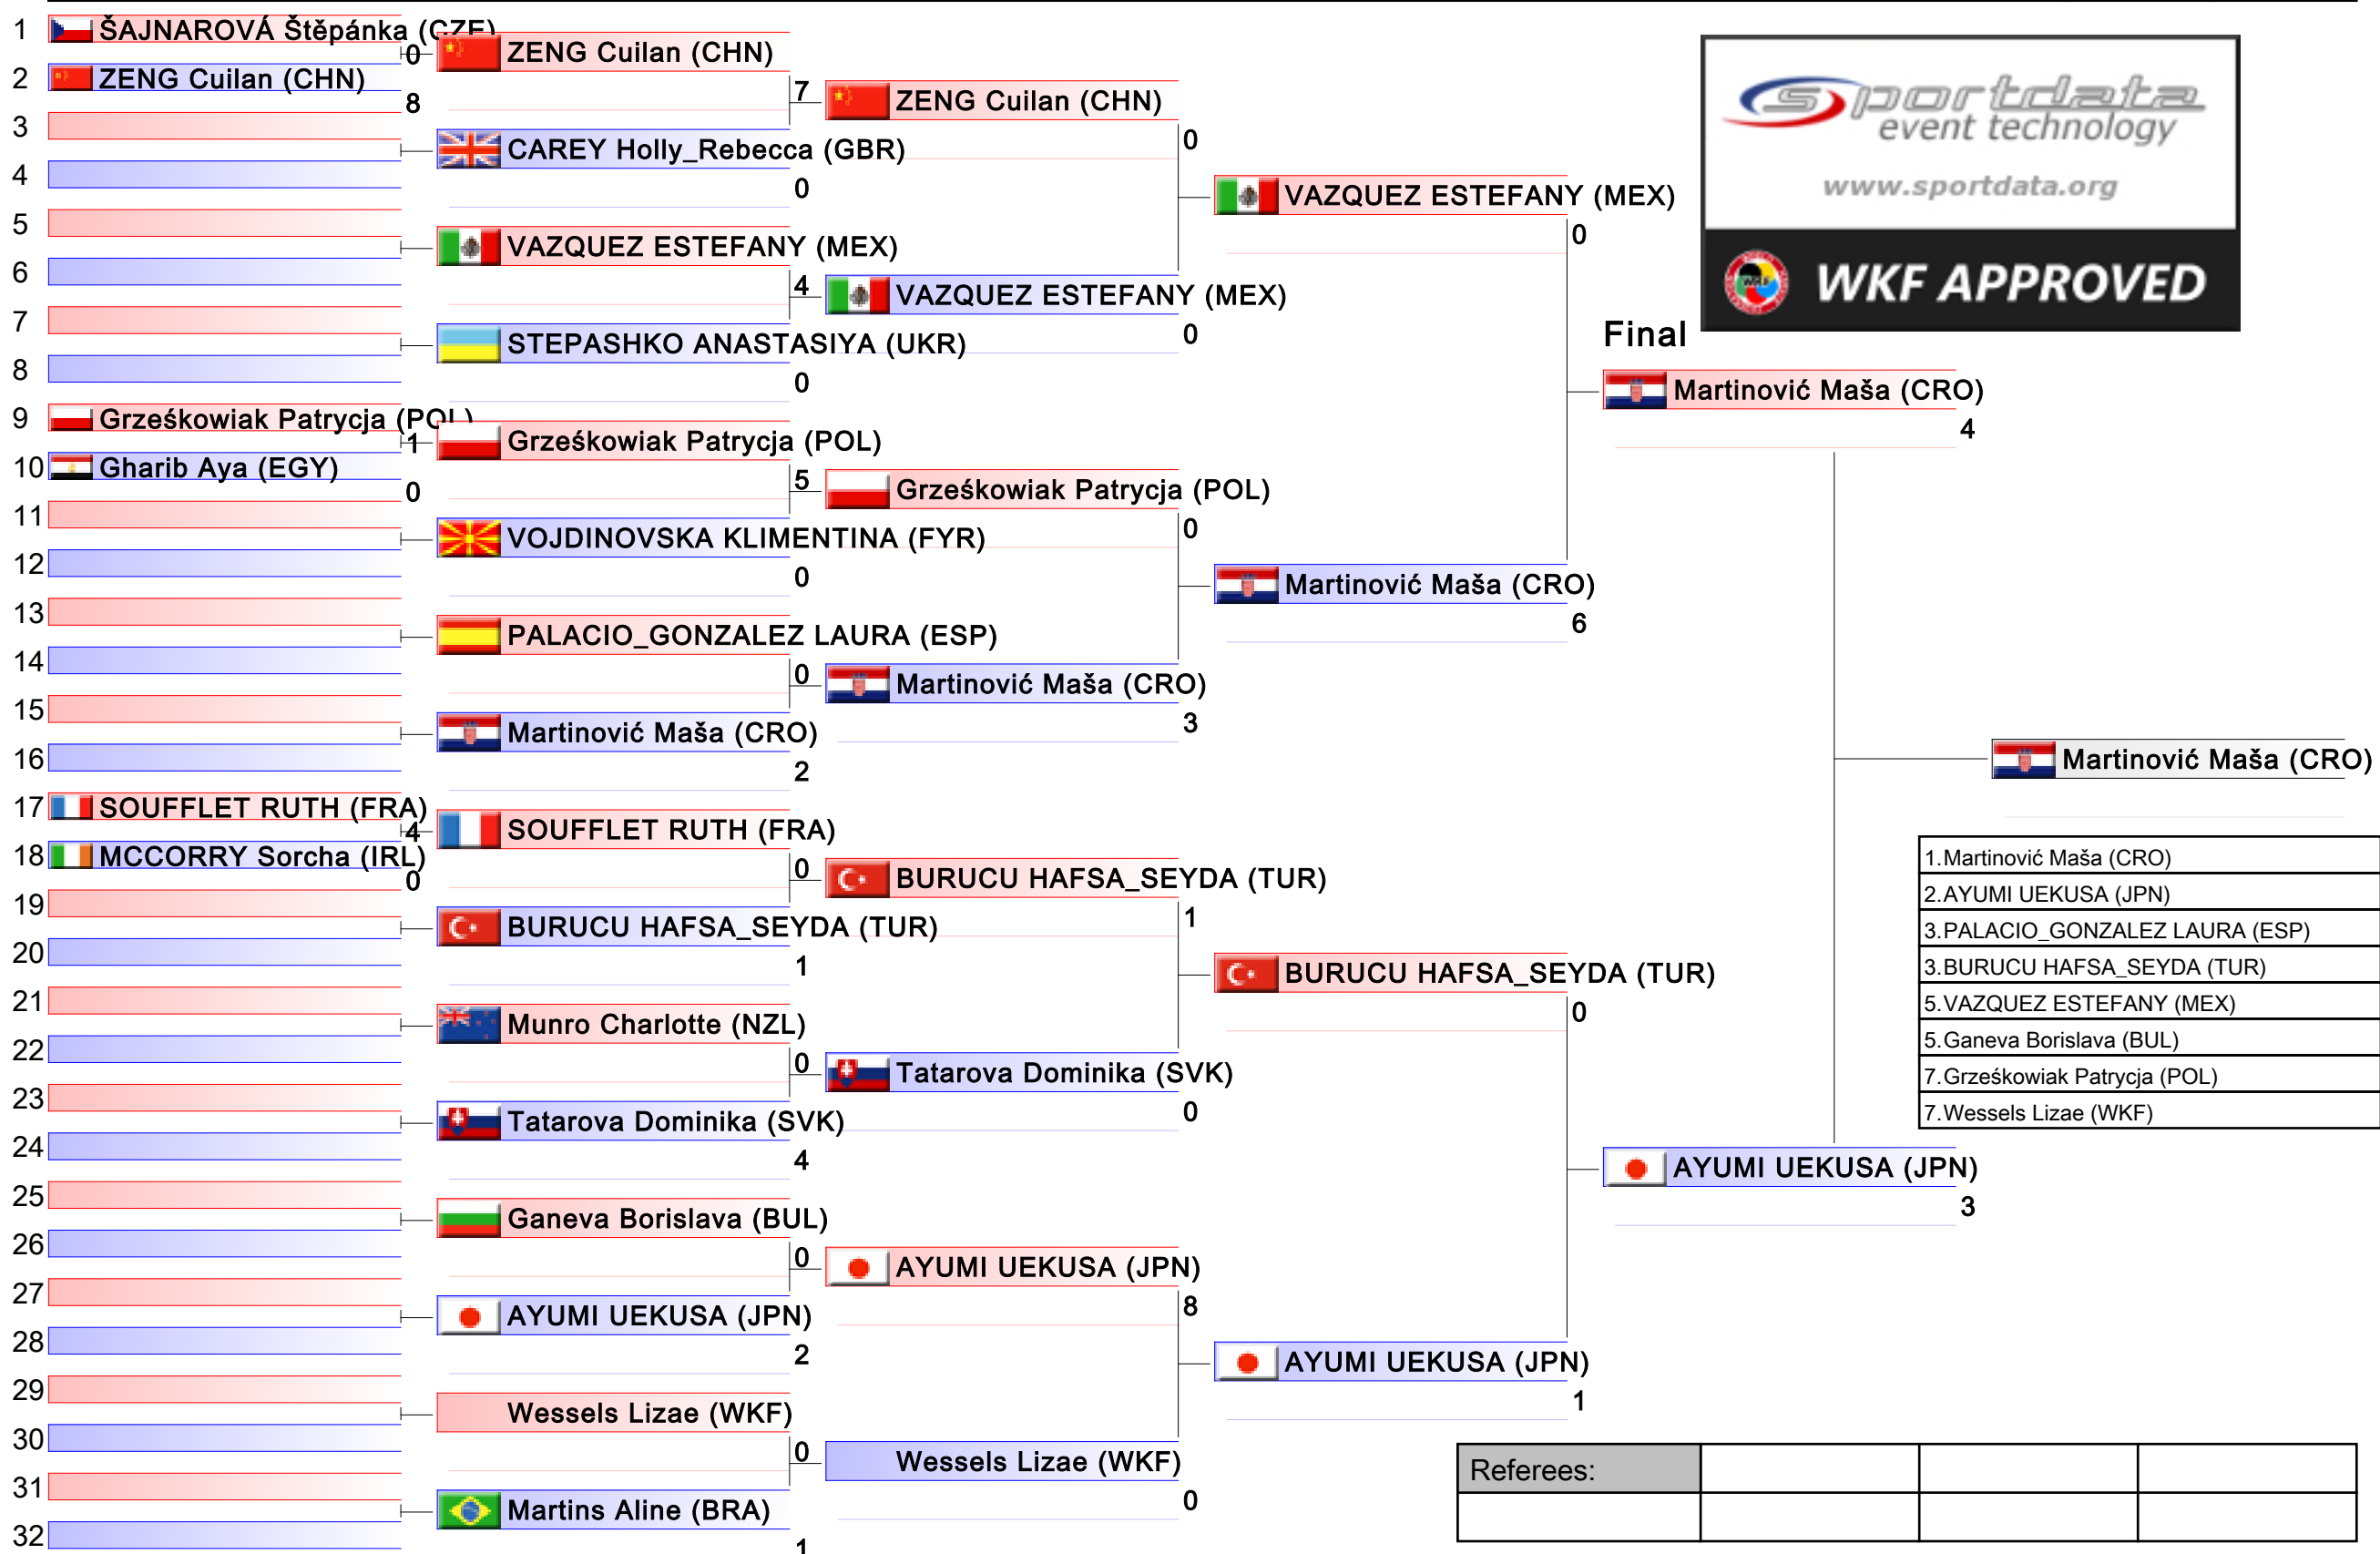 1 ŠAJNAROVÁ Štěpánka (CZE)
0
2 ZENG Cuilan (CHN)
8
3
4
5
6
7
8
9 Grześkowiak Patrycja (POL)
1
10 Gharib Aya (EGY)
0
11
12
13
14
15
16
17 SOUFFLET RUTH (FRA)
4
18 MCCORRY Sorcha (IRL)
0
19
20
21
22
23
24
25
26
27
28
29
30
31
32
ZENG Cuilan (CHN)
7
CAREY Holly_Rebecca (GBR)
0
VAZQUEZ ESTEFANY (MEX)
4
STEPASHKO ANASTASIYA (UKR)
0
Grześkowiak Patrycja (POL)
5
VOJDINOVSKA KLIMENTINA (FYR)
0
PALACIO_GONZALEZ LAURA (ESP)
0
Martinović Maša (CRO)
2
SOUFFLET RUTH (FRA)
0
BURUCU HAFSA_SEYDA (TUR)
1
Munro Charlotte (NZL)
0
Tatarova Dominika (SVK)
4
Ganeva Borislava (BUL)
0
AYUMI UEKUSA (JPN)
2
Wessels Lizae (WKF)
0
Martins Aline (BRA)
1
ZENG Cuilan (CHN)
0
VAZQUEZ ESTEFANY (MEX)
0
Grześkowiak Patrycja (POL)
0
Martinović Maša (CRO)
3
BURUCU HAFSA_SEYDA (TUR)
1
Tatarova Dominika (SVK)
0
AYUMI UEKUSA (JPN)
8
Wessels Lizae (WKF)
0
VAZQUEZ ESTEFANY (MEX)
0
Martinović Maša (CRO)
6
BURUCU HAFSA_SEYDA (TUR)
0
AYUMI UEKUSA (JPN)
1
sportdata
event technology
www.sportdata.org
WKF APPROVED
Final
Martinović Maša (CRO)
4
AYUMI UEKUSA (JPN)
3
Martinović Maša (CRO)
1.Martinović Maša (CRO)
2.AYUMI UEKUSA (JPN)
3.PALACIO_GONZALEZ LAURA (ESP)
3.BURUCU HAFSA_SEYDA (TUR)
5.VAZQUEZ ESTEFANY (MEX)
5.Ganeva Borislava (BUL)
7.Grześkowiak Patrycja (POL)
7.Wessels Lizae (WKF)
Referees: